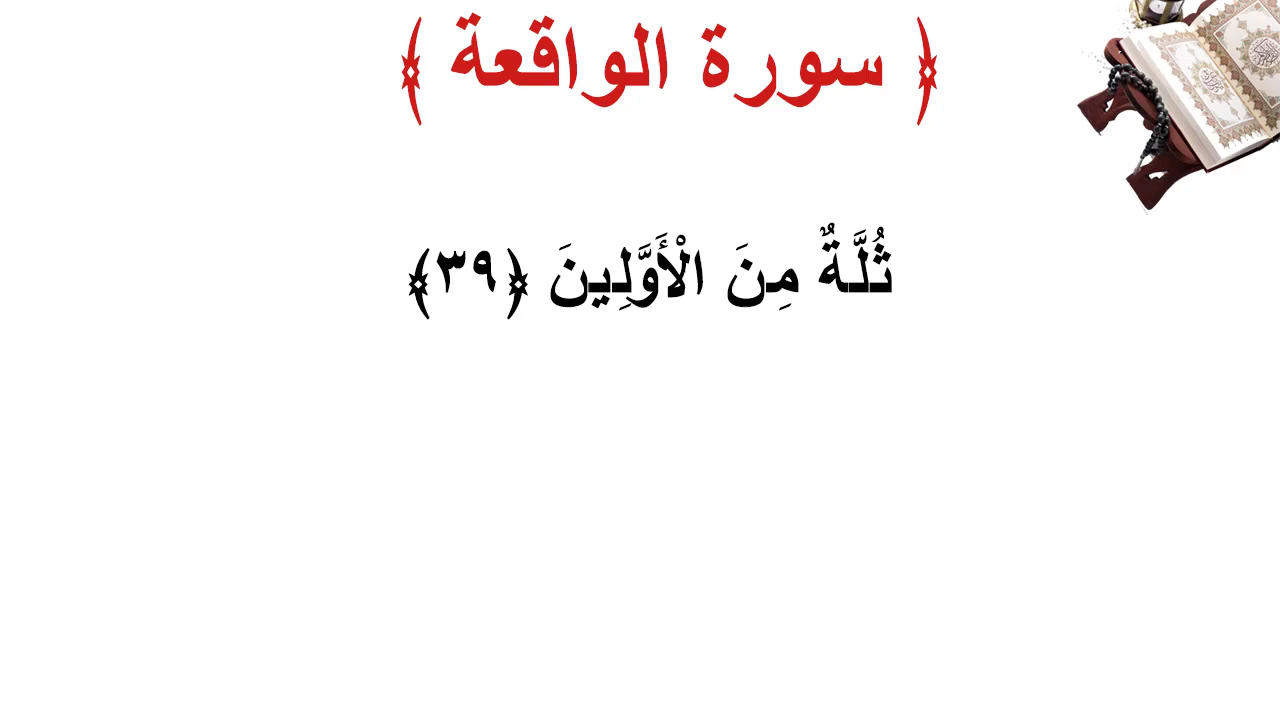 ﴿ سورة الواقعة ﴾
ثُلَّةٌ مِنَ الْأَوَّلِينَ ﴿٣٩﴾